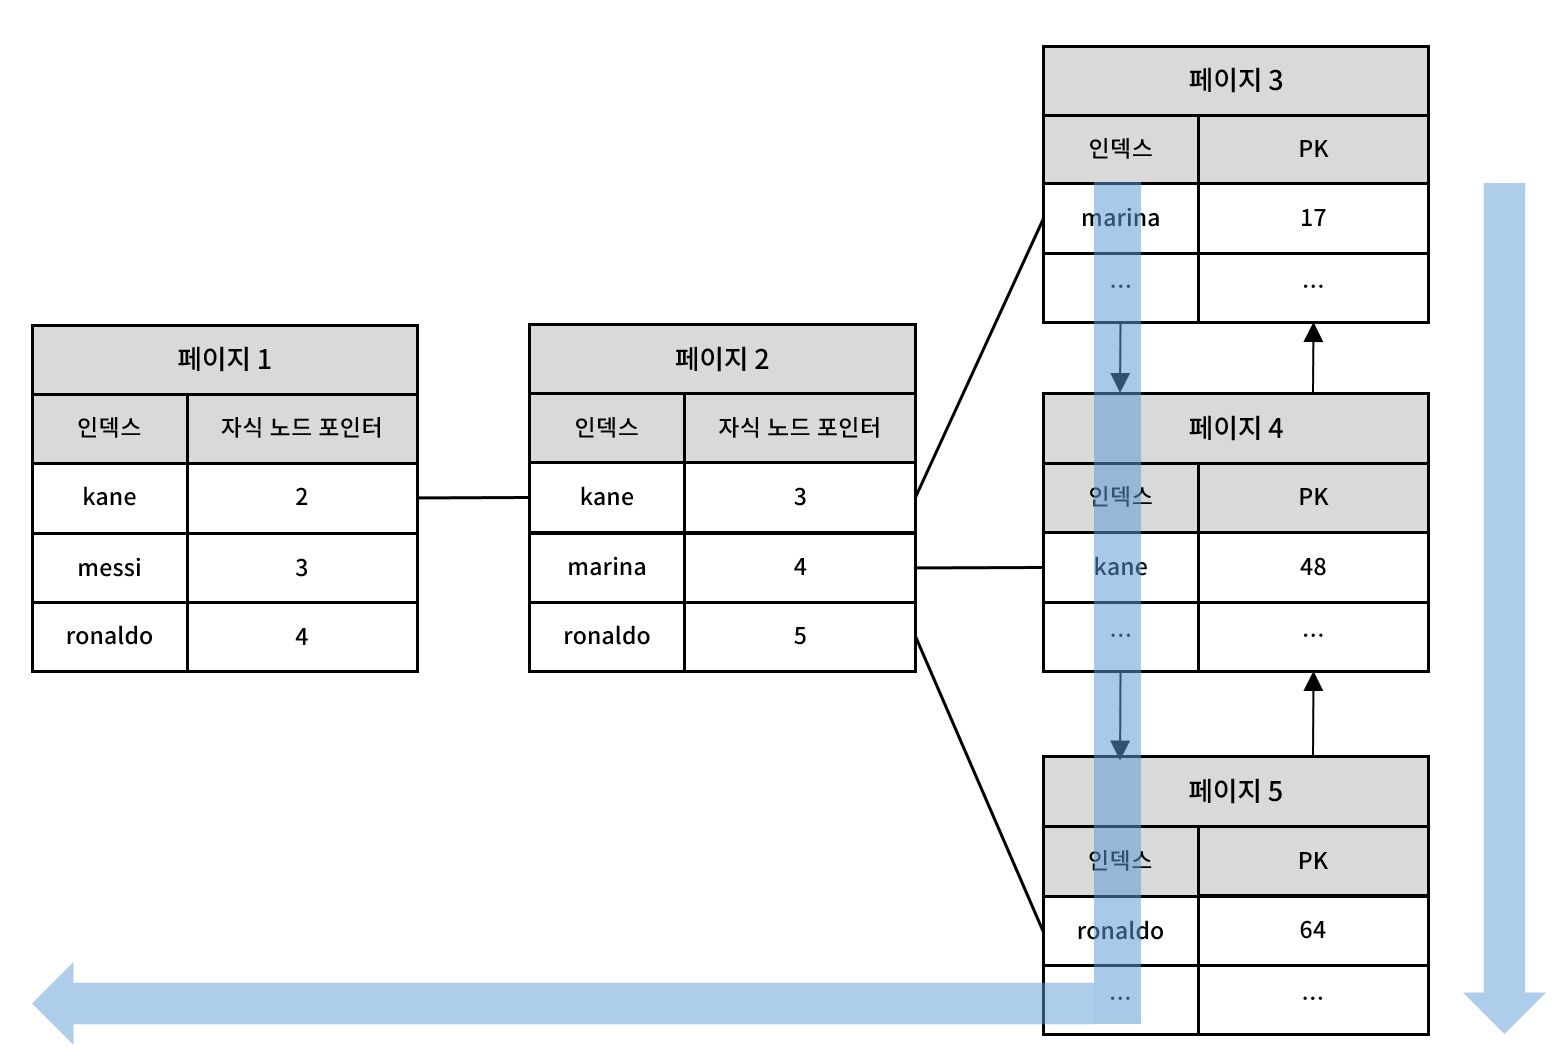 페이지 1
인덱스 자식 노드 포인터
kane 2
messi 3
ronaldo 4
페이지 2
인덱스 자식 노드 포인터
kane 3
marina 4
ronaldo 5
페이지 3
인덱스 PK
marina 17
... ...
페이지 4
인덱스 PK
kane 48
... ...
페이지 5
인덱스 PK
ronaldo 64
... ...